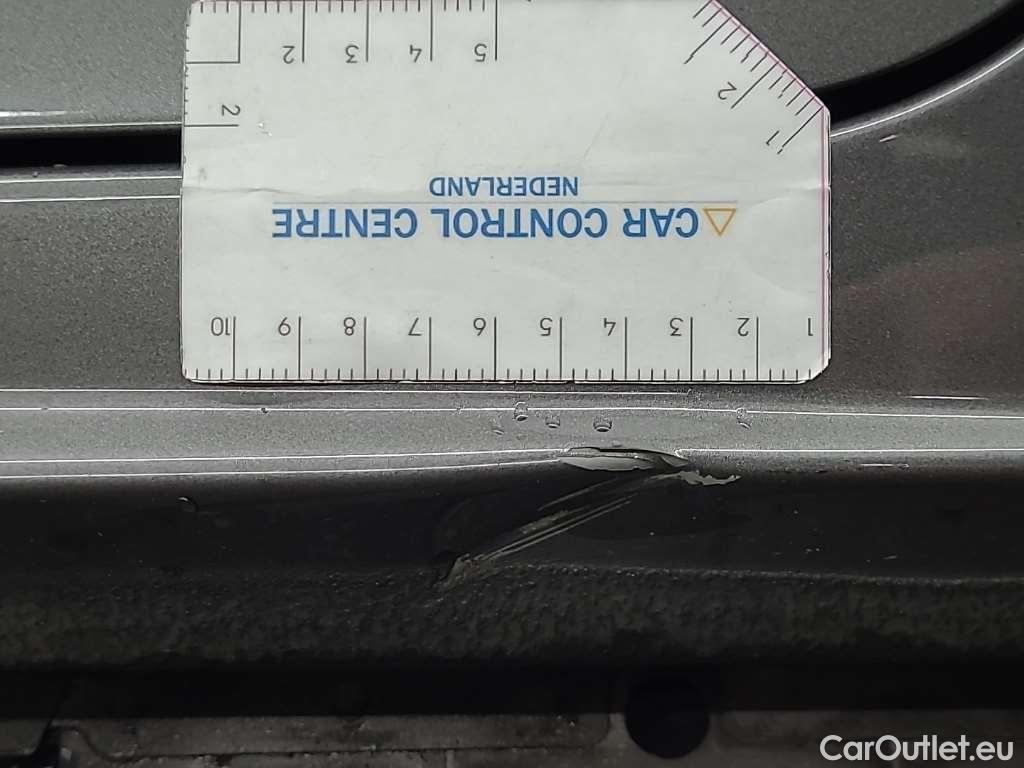 2 3 4 5
2
2
1
NEDERLAND
CAR CONTROL CENTRE
10 9 8 7 6 5 4 3 2 1
CarOutlet.eu